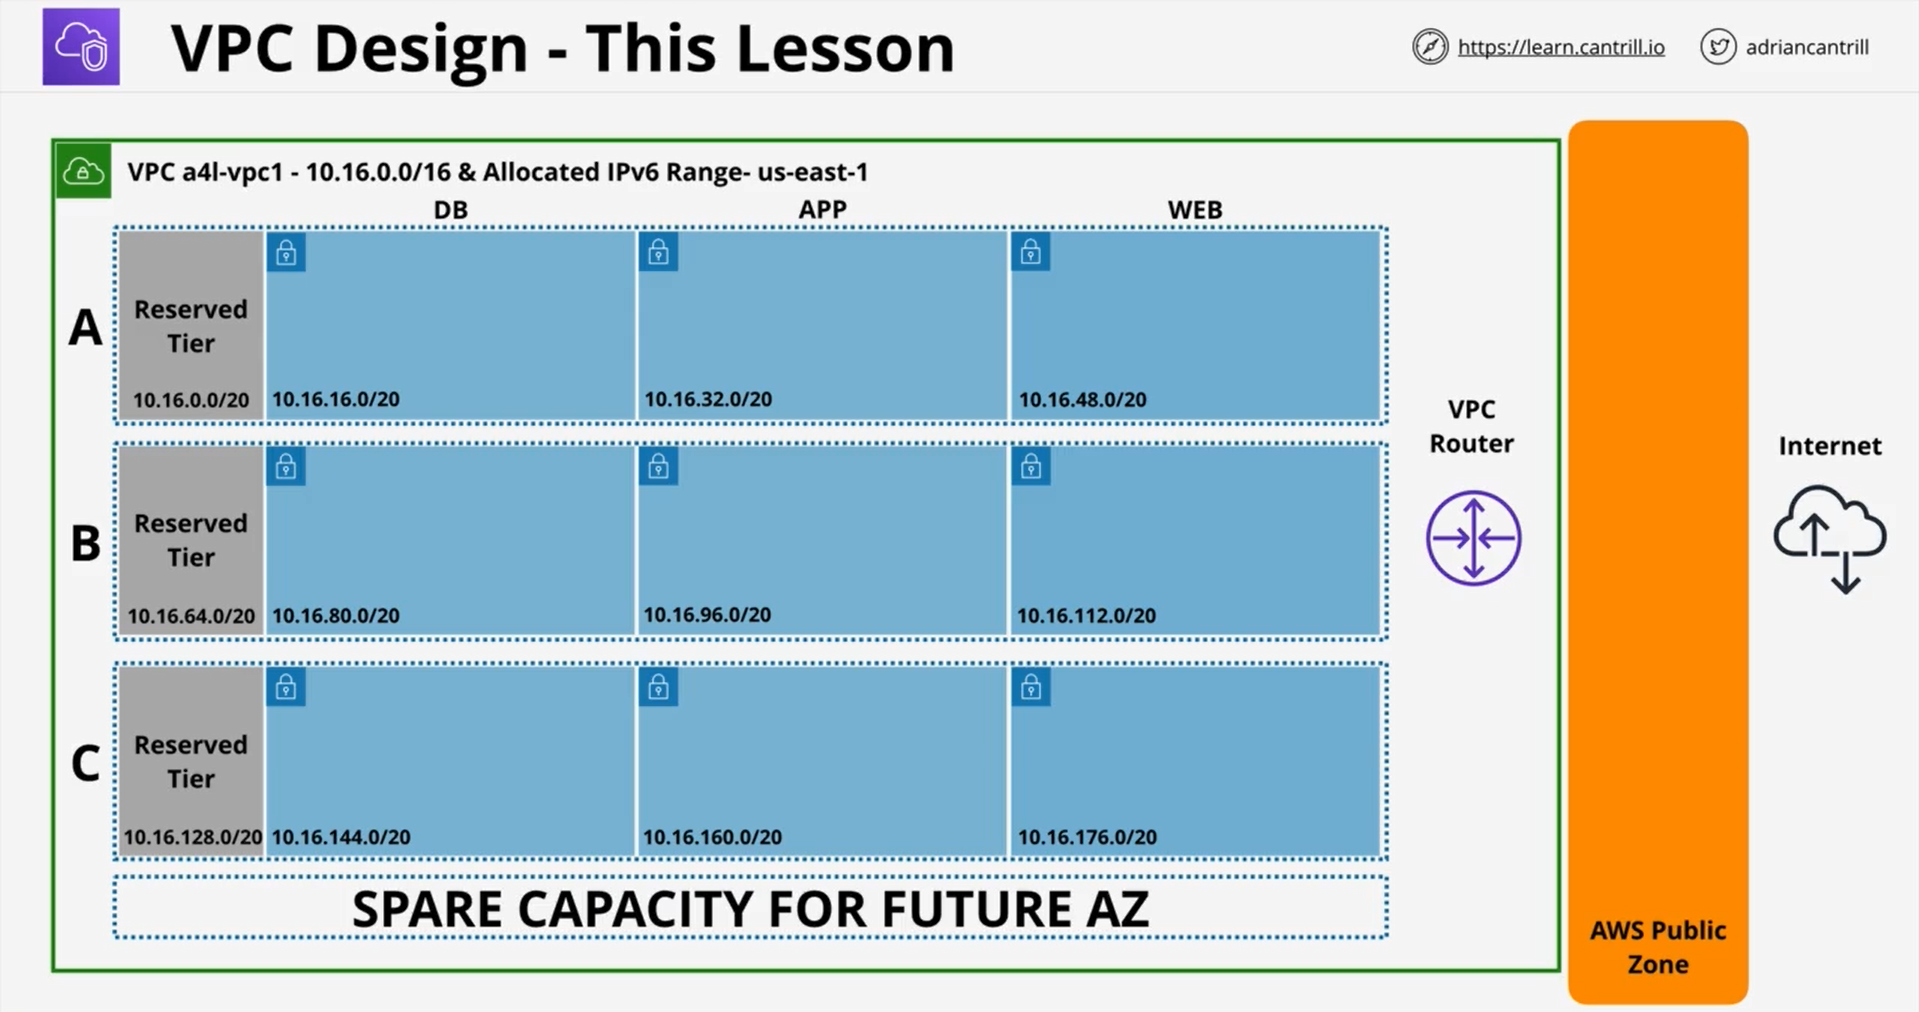 VPC Design - This Lesson
https://learn.cantrill.io
adriancantrill
VPC a4l-vpc1 - 10.16.0.0/16 & Allocated IPv6 Range- us-east-1
DB
APP
WEB
A
Reserved
Tier
10.16.0.0/20
10.16.16.0/20
10.16.32.0/20
10.16.48.0/20
B
Reserved
Tier
10.16.64.0/20
10.16.80.0/20
10.16.96.0/20
10.16.112.0/20
C
Reserved
Tier
10.16.128.0/20
10.16.144.0/20
10.16.160.0/20
10.16.176.0/20
SPARE CAPACITY FOR FUTURE AZ
VPC
Router
AWS Public
Zone
Internet